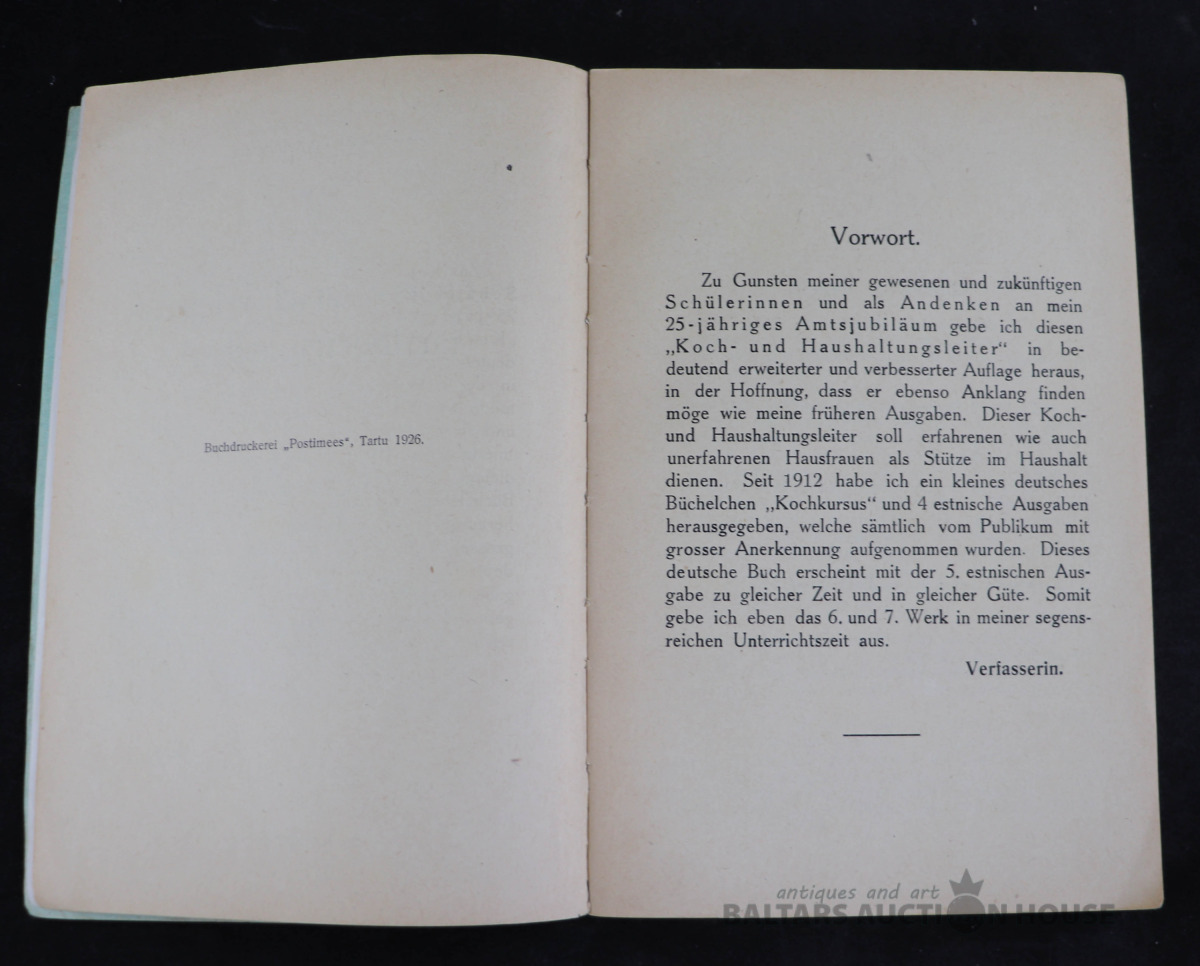 Buchdruckerei „Postimees“, Tartu 1926.
Vorwort.
Zu Gunsten meiner gewesenen und zukünftigen
Schülerinnen und als Andenken an mein
25-jähriges Amtsjubiläum gebe ich diesen
„Koch- und Haushaltungsleiter“ in be-
deutend erweiterter und verbesserter Auflage heraus,
in der Hoffnung, dass er ebenso Anklang finden
möge wie meine früheren Ausgaben. Dieser Koch-
und Haushaltungsleiter soll erfahrenen wie auch
unerfahrenen Hausfrauen als Stütze im Haushalt
dienen. Seit 1912 habe ich ein kleines deutsches
Büchelchen „Kochkursus“ und 4 estnische Ausgaben
herausgegeben, welche sämtlich vom Publikum mit
grosser Anerkennung aufgenommen wurden. Dieses
deutsche Buch erscheint mit der 5. estnischen Aus-
gabe zu gleicher Zeit und in gleicher Güte. Somit
gebe ich eben das 6. und 7. Werk in meiner segens-
reichen Unterrichtszeit aus.
Verfasserin.
antiques and art
BALTARS AUCTION HOUSE